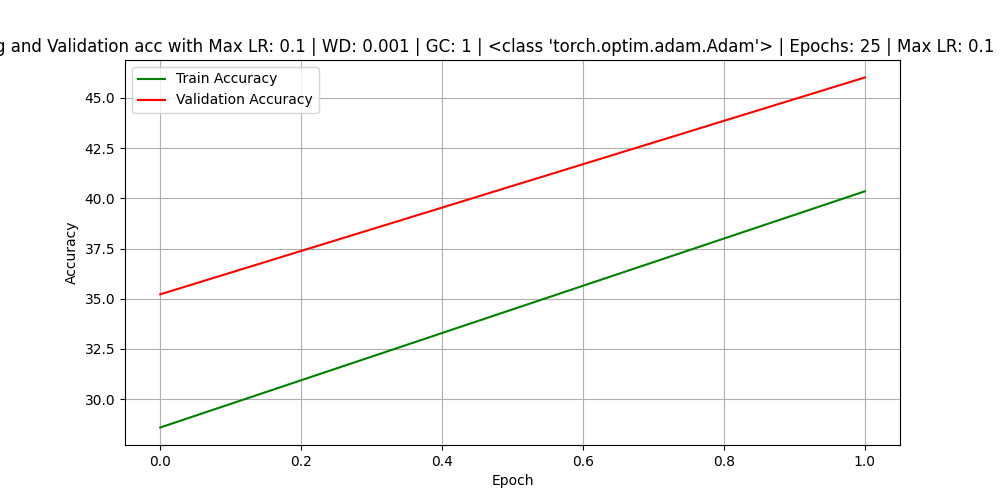 and Validation acc with Max LR: 0.1 | WD: 0.001 | GC: 1 | <class 'torch.optim.adam.Adam'> | Epochs: 25 | Max LR: 0.1
Train Accuracy
Validation Accuracy
45.0
42.5
40.0
37.5
35.0
32.5
30.0
Accuracy
0.0 0.2 0.4 0.6 0.8 1.0
Epoch